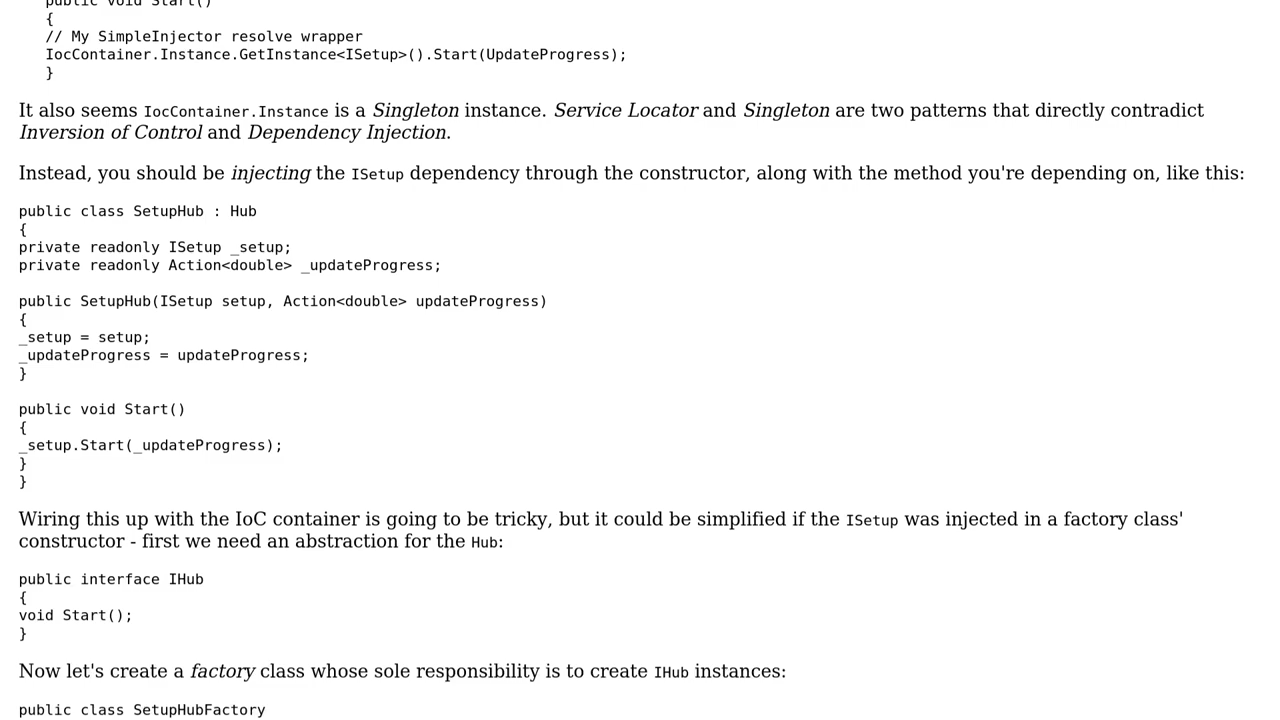 public void Start()
{
// My SimpleInjector resolve wrapper
IocContainer.Instance.GetInstance<ISetup>().Start(UpdateProgress);
}
It also seems IocContainer.Instance is a Singleton instance. Service Locator and Singleton are two patterns that directly contradict
Inversion of Control and Dependency Injection.
Instead, you should be injecting the ISetup dependency through the constructor, along with the method you're depending on, like this:
public class SetupHub : Hub
{
private readonly ISetup _setup;
private readonly Action<double> _updateProgress;
public SetupHub(ISetup setup, Action<double> updateProgress)
{
_setup = setup;
_updateProgress = updateProgress;
}
public void Start()
{
_setup.Start(_updateProgress);
}
}
Wiring this up with the IoC container is going to be tricky, but it could be simplified if the ISetup was injected in a factory class'
constructor - first we need an abstraction for the Hub:
public interface IHub
{
void Start();
}
Now let's create a factory class whose sole responsibility is to create IHub instances:
public class SetupHubFactory